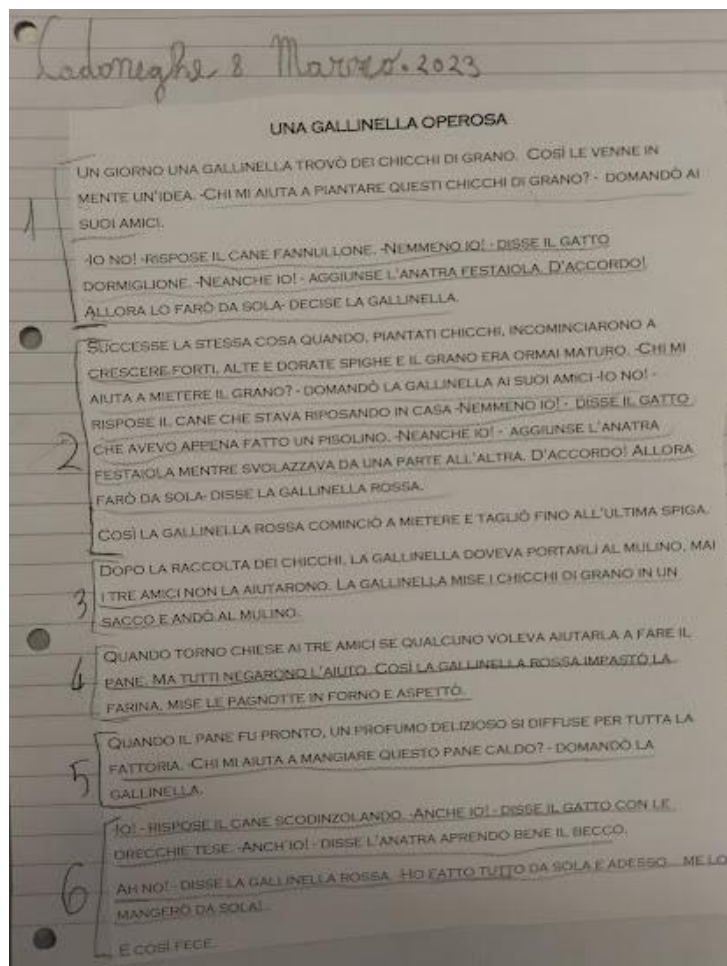 Cadoneghe 8 Marzo. 2023
UNA GALLINELLA OPEROSA
UN GIORNO UNA GALLINELLA TROVÒ DEI CHICCHI DI GRANO. COSÌ LE VENNE IN
MENTE UN'IDEA. -CHI MI AIUTA A PIANTARE QUESTI CHICCHI DI GRANO? - DOMANDÒ AI
SUOI AMICI.
1
-IO NO! -RISPOSE IL CANE FANNULLONE. -NEMMENO IO! - DISSE IL GATTO
DORMIGLIONE. -NEANCHE IO! - AGGIUNSE L'ANATRA FESTAIOLA. D'ACCORDO!
ALLORA LO FARÒ DA SOLA- DECISE LA GALLINELLA.
SUCCESSE LA STESSA COSA QUANDO, PIANTATI CHICCHI, INCOMINCIARONO A
CRESCERE FORTI, ALTE E DORATE SPIGHE E IL GRANO ERA ORMAI MATURO. -CHI MI
AIUTA A MIETERE IL GRANO? - DOMANDÒ LA GALLINELLA AI SUOI AMICI -IO NO! -
RISPOSE IL CANE CHE STAVA RIPOSANDO IN CASA -NEMMENO IO! - DISSE IL GATTO
2 CHE AVEVO APPENA FATTO UN PISOLINO. -NEANCHE IO! - AGGIUNSE L'ANATRA
FESTAIOLA MENTRE SVOLAZZAVA DA UNA PARTE ALL'ALTRA. D'ACCORDO! ALLORA
FARÒ DA SOLA- DISSE LA GALLINELLA ROSSA.
COSÌ LA GALLINELLA ROSSA COMINCIÒ A MIETERE E TAGLIÒ FINO ALL'ULTIMA SPIGA.
DOPO LA RACCOLTA DEI CHICCHI, LA GALLINELLA DOVEVA PORTARLI AL MULINO, MAI
3 I TRE AMICI NON LA AIUTARONO. LA GALLINELLA MISE I CHICCHI DI GRANO IN UN
SACCO E ANDÒ AL MULINO.
QUANDO TORNO CHIESE AI TRE AMICI SE QUALCUNO VOLEVA AIUTARLA A FARE IL
4 PANE. MA TUTTI NEGARONO L'AIUTO. COSÌ LA GALLINELLA ROSSA IMPASTÒ LA
FARINA, MISE LE PAGNOTTE IN FORNO E ASPETTÒ.
QUANDO IL PANE FU PRONTO, UN PROFUMO DELIZIOSO SI DIFFUSE PER TUTTA LA
5 FATTORIA. -CHI MI AIUTA A MANGIARE QUESTO PANE CALDO? - DOMANDÒ LA
GALLINELLA.
IO! - RISPOSE IL CANE SCODINZOLANDO. -ANCHE IO! - DISSE IL GATTO CON LE
ORECCHIE TESE. -ANCH'IO! - DISSE L'ANATRA APRENDO BENE IL BECCO.
6 AH NO! - DISSE LA GALLINELLA ROSSA. -HO FATTO TUTTO DA SOLA E ADESSO... ME LO
MANGERÒ DA SOLA!
E COSÌ FECE.